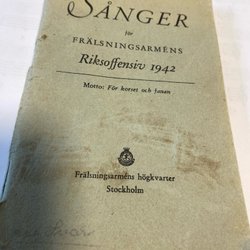 SÅNGER
för
FRÄLSNINGSARMÉNS
Riksoffensiv 1942
Motto: För korset och fanan
Frälsningsarméns högkvarter
Stockholm